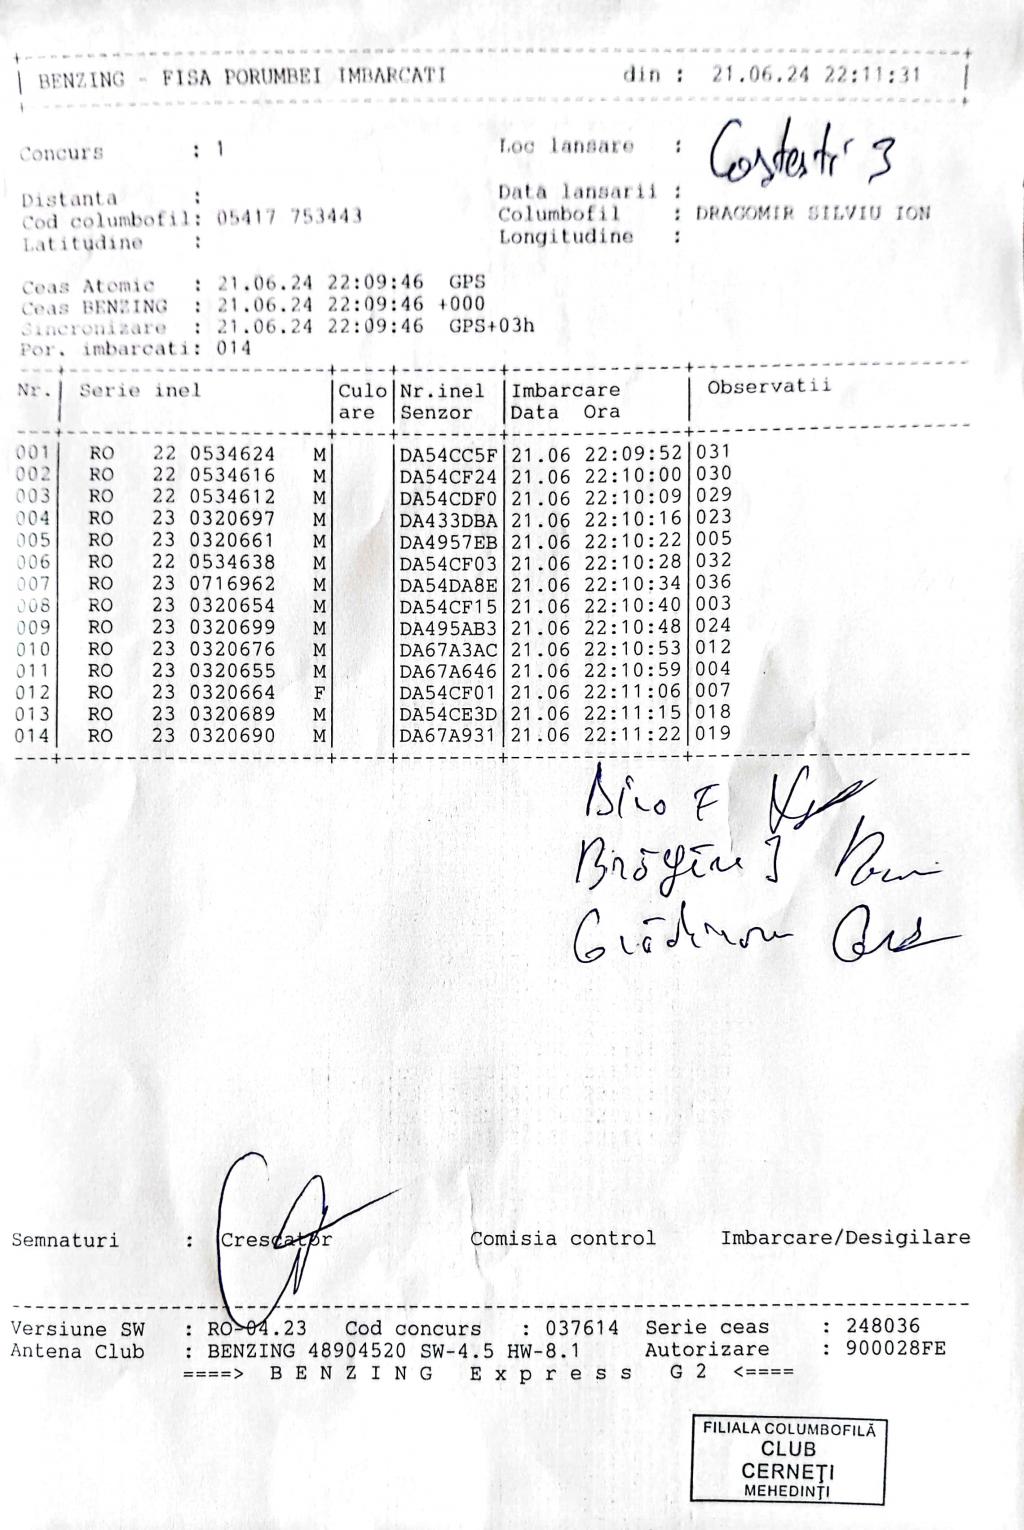 BENZING - FISA PORUMBEI IMBARCATI din : 21.06.24 22:11:31
Concurs : 1 Loc lansare : Costesti 3
Distanta : Data lansarii :
Cod columbofil: 05417 753443 Columbofil : DRAGOMIR SILVIU ION
Latitudine : Longitudine :
Ceas Atomic : 21.06.24 22:09:46 GPS
Ceas BENZING : 21.06.24 22:09:46 +000
Sincronizare : 21.06.24 22:09:46 GPS+03h
Por. imbarcati: 014
Nr. Serie inel Culo Nr.inel Imbarcare Observatii
are Senzor Data Ora
001 RO 22 0534624 M DA54CC5F 21.06 22:09:52 031
002 RO 22 0534616 M DA54CF24 21.06 22:10:00 030
003 RO 22 0534612 M DA54CDF0 21.06 22:10:09 029
004 RO 23 0320697 M DA433DBA 21.06 22:10:16 023
005 RO 23 0320661 M DA4957EB 21.06 22:10:22 005
006 RO 22 0534638 M DA54CF03 21.06 22:10:28 032
007 RO 23 0716962 M DA54DA8E 21.06 22:10:34 036
008 RO 23 0320654 M DA54CF15 21.06 22:10:40 003
009 RO 23 0320699 M DA495AB3 21.06 22:10:48 024
010 RO 23 0320676 M DA67A3AC 21.06 22:10:53 012
011 RO 23 0320655 M DA67A646 21.06 22:10:59 004
012 RO 23 0320664 F DA54CF01 21.06 22:11:06 007
013 RO 23 0320689 M DA54CE3D 21.06 22:11:15 018
014 RO 23 0320690 M DA67A931 21.06 22:11:22 019
Semnaturi : Crescator Comisia control Imbarcare/Desigilare
Versiune SW : RO-04.23 Cod concurs : 037614 Serie ceas : 248036
Antena Club : BENZING 48904520 SW-4.5 HW-8.1 Autorizare : 900028FE
====> B E N Z I N G E x p r e s s G 2 <====
FILIALA COLUMBOFILĂ
CLUB
CERNEȚI
MEHEDINȚI